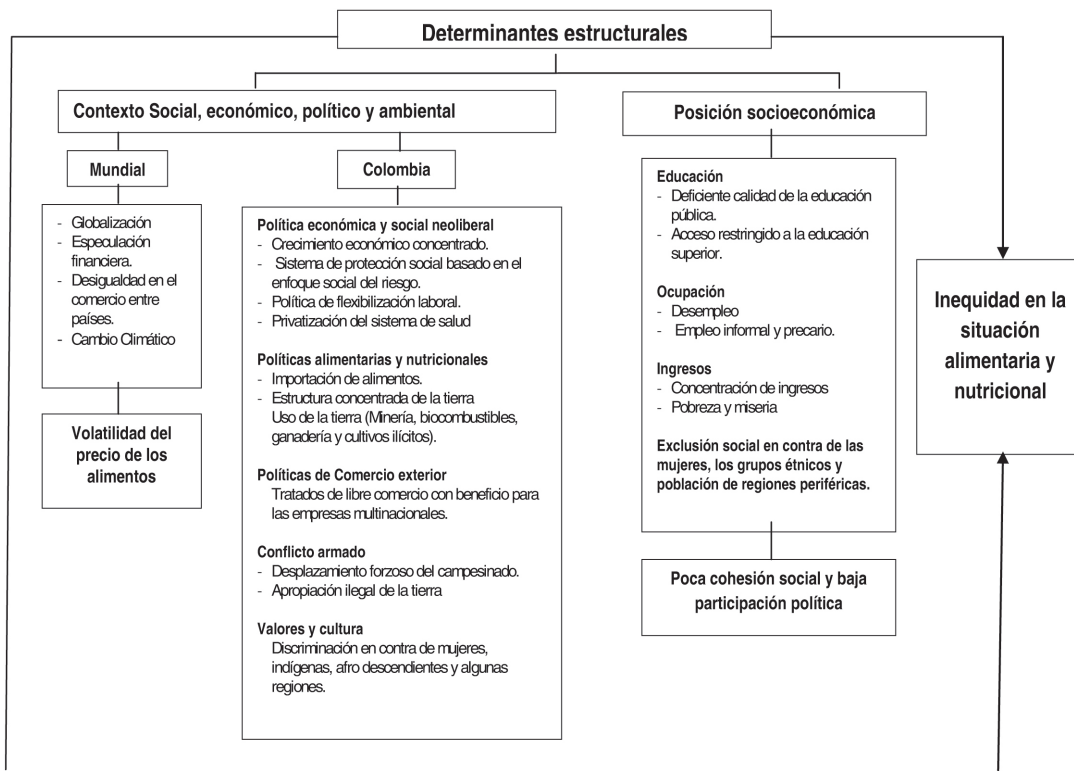 Determinantes estructurales
Contexto Social, económico, político y ambiental
Mundial
- Globalización
- Especulación
financiera.
- Desigualdad en el
comercio entre
países.
- Cambio Climático
Volatilidad del
precio de los
alimentos
Colombia
Política económica y social neoliberal
- Crecimiento económico concentrado.
- Sistema de protección social basado en el
enfoque social del riesgo.
- Política de flexibilización laboral.
- Privatización del sistema de salud
Políticas alimentarias y nutricionales
- Importación de alimentos.
- Estructura concentrada de la tierra
Uso de la tierra (Minería, biocombustibles,
ganadería y cultivos ilícitos).
Políticas de Comercio exterior
Tratados de libre comercio con beneficio para
las empresas multinacionales.
Conflicto armado
- Desplazamiento forzoso del campesinado.
- Apropiación ilegal de la tierra
Valores y cultura
Discriminación en contra de mujeres,
indígenas, afro descendientes y algunas
regiones.
Posición socioeconómica
Educación
- Deficiente calidad de la educación
pública.
- Acceso restringido a la educación
superior.
Ocupación
- Desempleo
- Empleo informal y precario.
Ingresos
- Concentración de ingresos
- Pobreza y miseria
Exclusión social en contra de las
mujeres, los grupos étnicos y
población de regiones periféricas.
Poca cohesión social y baja
participación política
Inequidad en la
situación
alimentaria y
nutricional